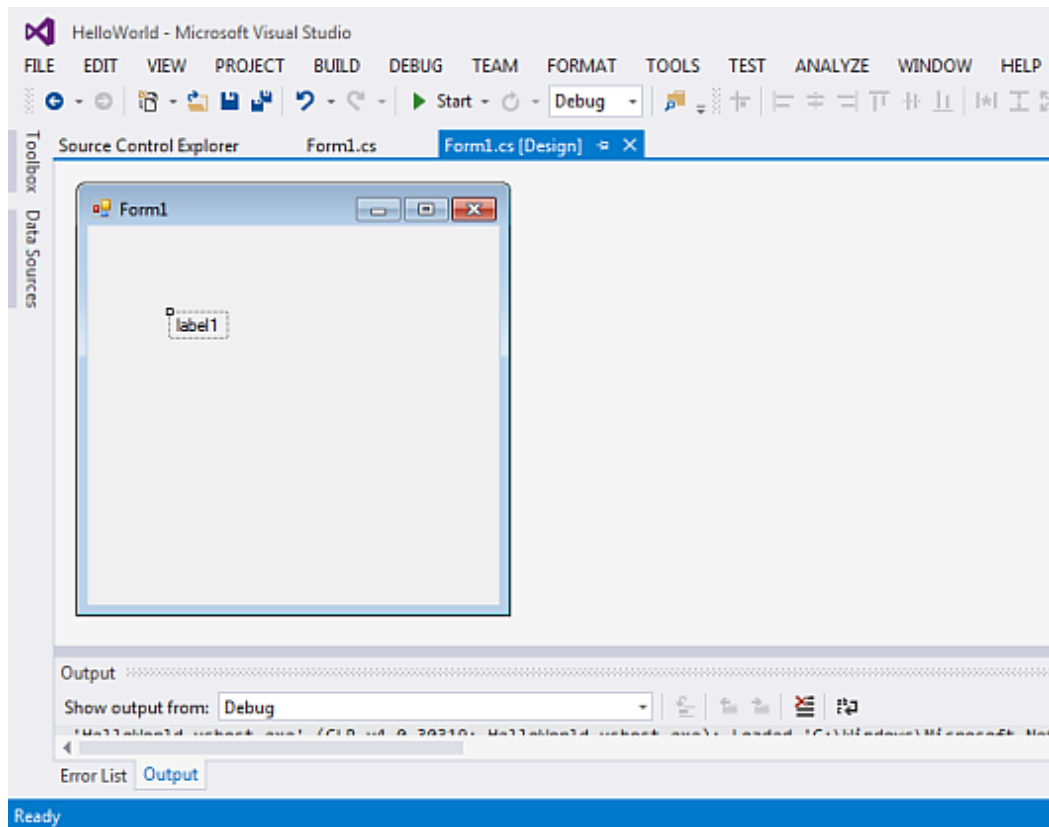 HelloWorld - Microsoft Visual Studio
FILE EDIT VIEW PROJECT BUILD DEBUG TEAM FORMAT TOOLS TEST ANALYZE WINDOW HELP
Start Debug
Toolbox
Data Sources
Source Control Explorer Form1.cs Form1.cs [Design]
Form1
label1
Output
Show output from: Debug
Error List Output
Ready